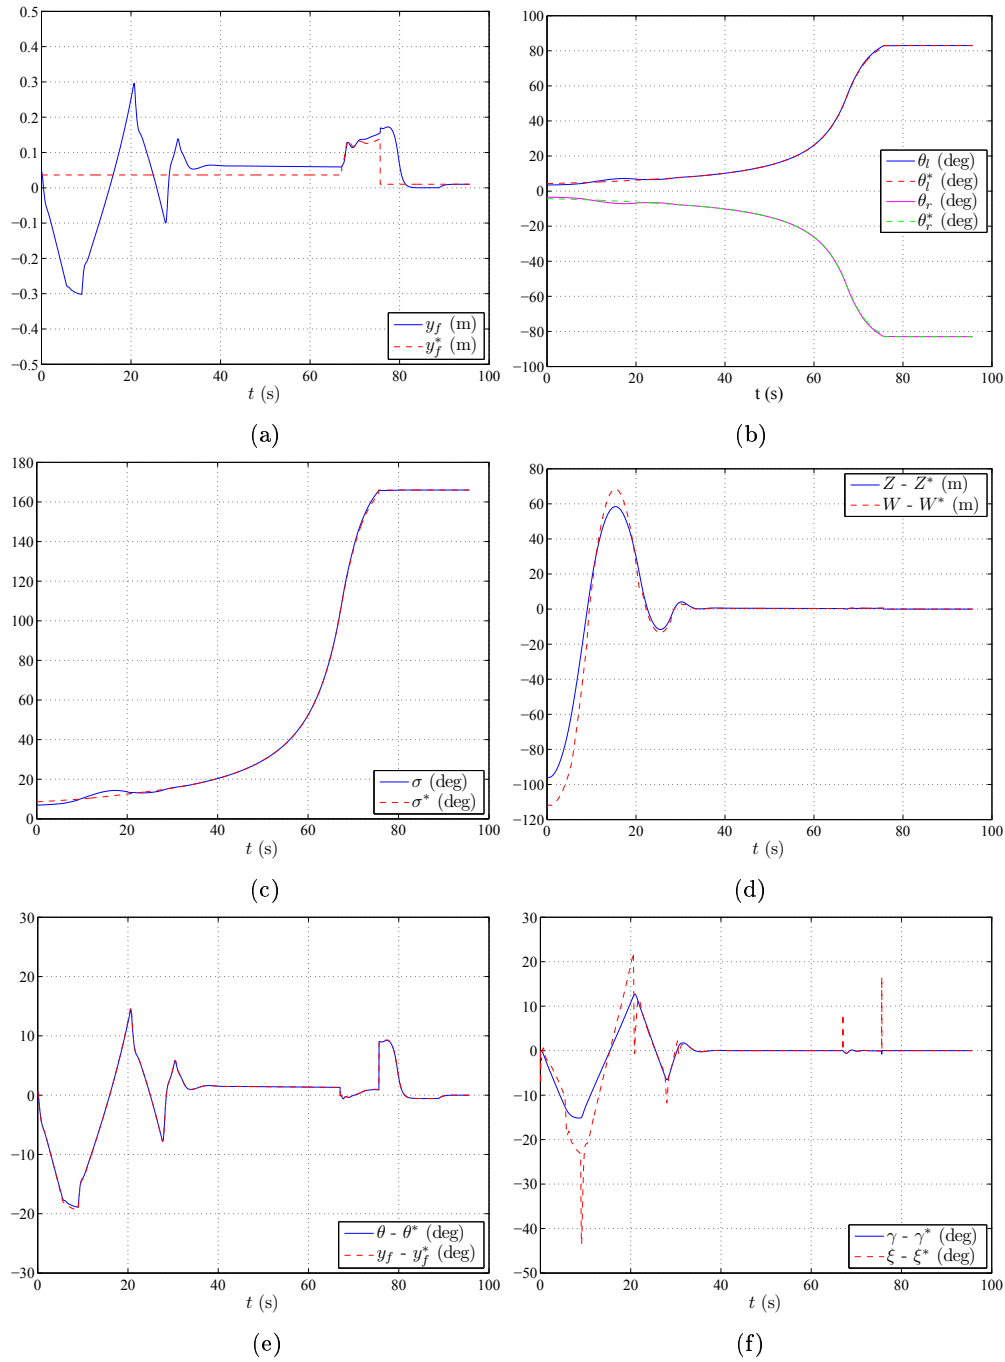 0.5
0.4
0.3
0.2
0.1
0
−0.1
−0.2
−0.3
−0.4
−0.5
0 20 40 60 80 100
t (s)
y_f (m)
y_f^* (m)
(a)
100
80
60
40
20
0
−20
−40
−60
−80
−100
0 20 40 60 80 100
t (s)
θ_l (deg)
θ_l^* (deg)
θ_r (deg)
θ_r^* (deg)
(b)
180
160
140
120
100
80
60
40
20
0
0 20 40 60 80 100
t (s)
σ (deg)
σ^* (deg)
(c)
80
60
40
20
0
−20
−40
−60
−80
−100
−120
0 20 40 60 80 100
t (s)
Z - Z^* (m)
W - W^* (m)
(d)
30
20
10
0
−10
−20
−30
0 20 40 60 80 100
t (s)
θ - θ^* (deg)
y_f - y_f^* (deg)
(e)
30
20
10
0
−10
−20
−30
−40
−50
0 20 40 60 80 100
t (s)
γ - γ^* (deg)
ξ - ξ^* (deg)
(f)